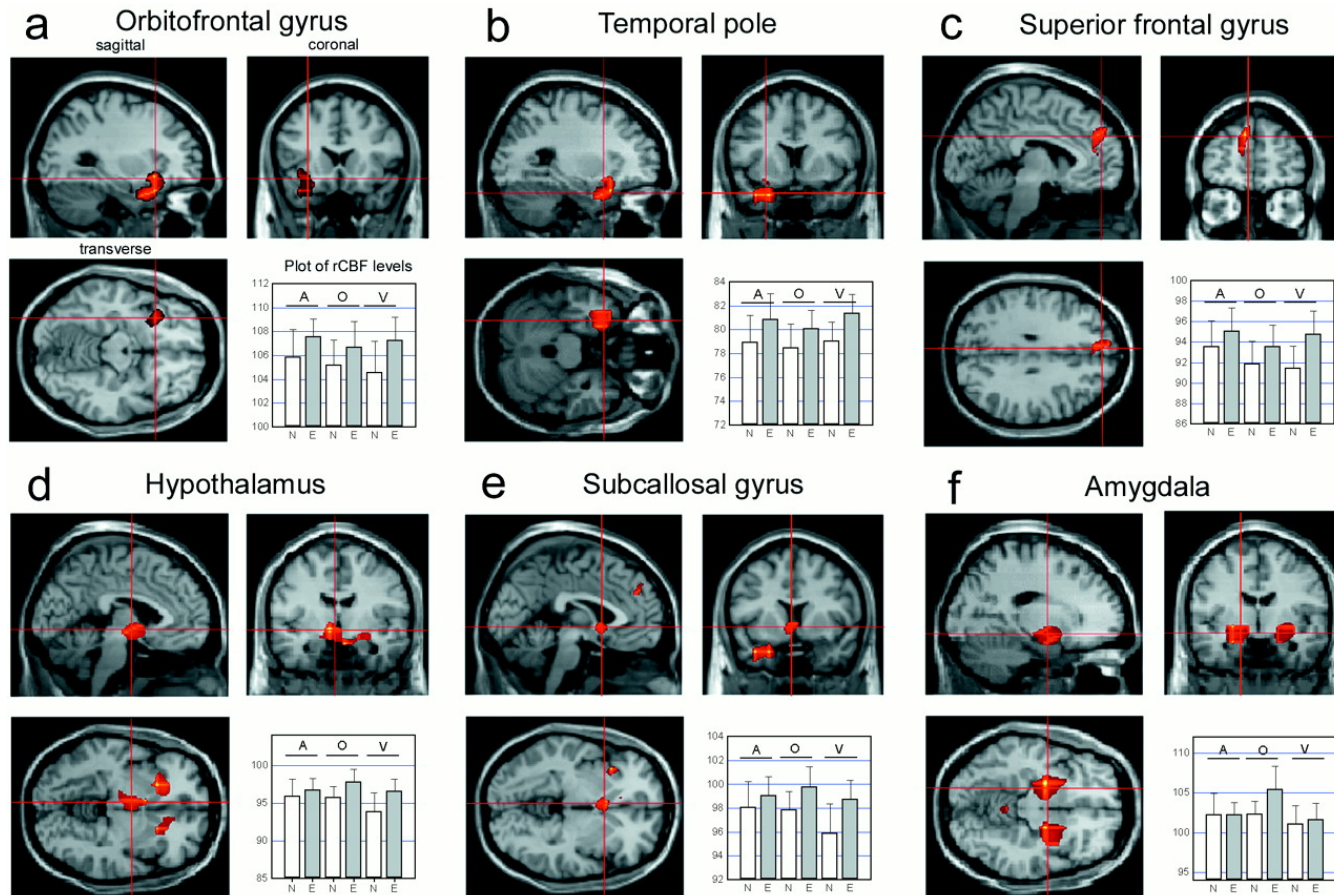 a Orbitofrontal gyrus
sagittal
coronal
transverse
Plot of rCBF levels
112
110
108
106
104
102
100
A O V
N E N E N E
b Temporal pole
84
82
80
78
76
74
72
A O V
N E N E N E
c Superior frontal gyrus
100
98
96
94
92
90
88
86
A O V
N E N E N E
d Hypothalamus
100
95
90
85
A O V
N E N E N E
e Subcallosal gyrus
104
102
100
98
96
94
92
A O V
N E N E N E
f Amygdala
110
105
100
95
A O V
N E N E N E